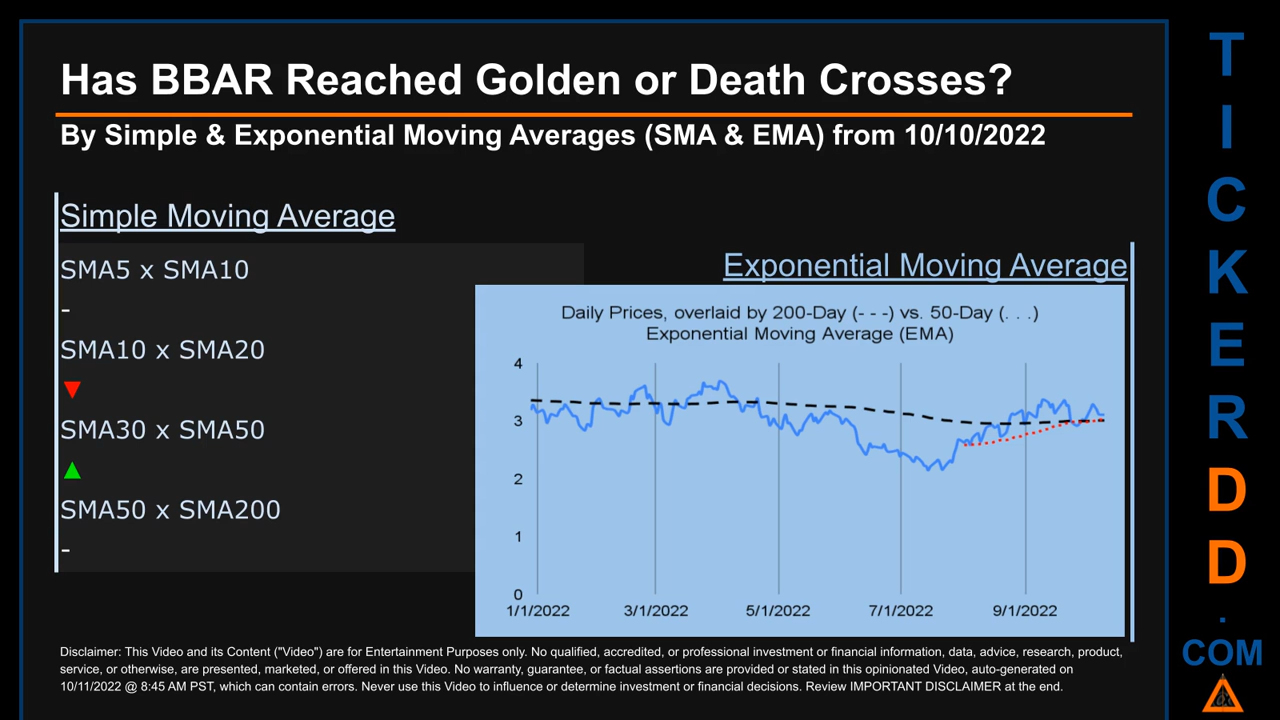 Has BBAR Reached Golden or Death Crosses?
By Simple & Exponential Moving Averages (SMA & EMA) from 10/10/2022
Simple Moving Average
SMA5 x SMA10
-
SMA10 x SMA20
▼
SMA30 x SMA50
▲
SMA50 x SMA200
-
Exponential Moving Average
Daily Prices, overlaid by 200-Day (- - -) vs. 50-Day (. . .)
Exponential Moving Average (EMA)
4
3
2
1
0
1/1/2022 3/1/2022 5/1/2022 7/1/2022 9/1/2022
Disclaimer: This Video and its Content ("Video") are for Entertainment Purposes only. No qualified, accredited, or professional investment or financial information, data, advice, research, product,
service, or otherwise, are presented, marketed, or offered in this Video. No warranty, guarantee, or factual assertions are provided or stated in this opinionated Video, auto-generated on
10/11/2022 @ 8:45 AM PST, which can contain errors. Never use this Video to influence or determine investment or financial decisions. Review IMPORTANT DISCLAIMER at the end.
T
I
C
K
E
R
D
D
.
COM